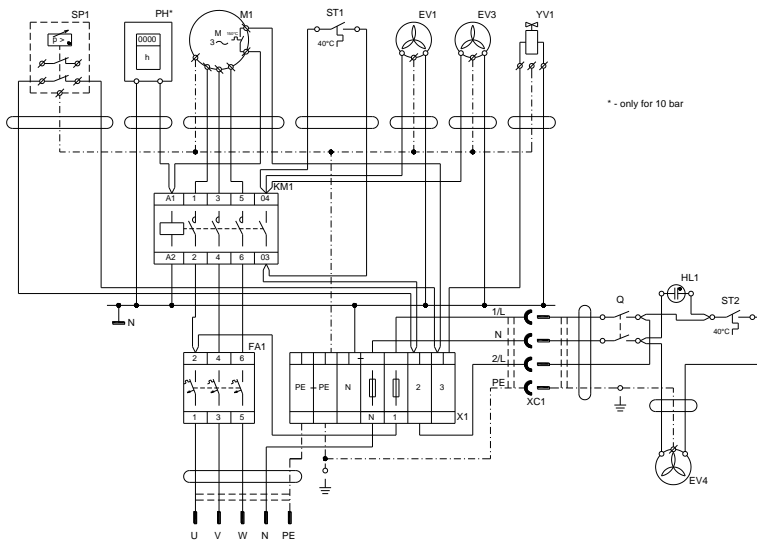 SP1 PH* M1 ST1 EV1 EV3 YV1
p >
0000
h
M
3
160°C
40°C
* - only for 10 bar
KM1
A1 1 3 5 04
A2 2 4 6 03
N
HL1
Q
ST2
40°C
1/L
N
2/L
PE
XC1
FA1
2 4 6
1 3 5
PE PE N 2 3
N 1
X1
EV4
U V W N PE